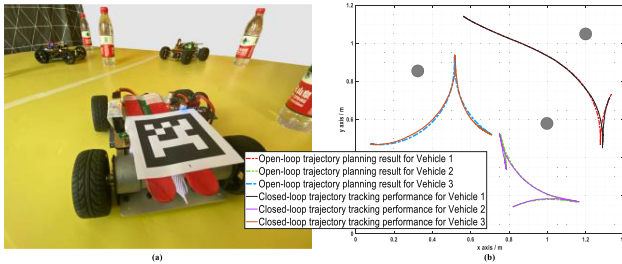 1.2
1
0.8
0.6
0.4
0.2
0
y axis / m
Open-loop trajectory planning result for Vehicle 1
Open-loop trajectory planning result for Vehicle 2
Open-loop trajectory planning result for Vehicle 3
Closed-loop trajectory tracking performance for Vehicle 1
Closed-loop trajectory tracking performance for Vehicle 2
Closed-loop trajectory tracking performance for Vehicle 3
0 0.2 0.4 0.6 0.8 1 1.2
x axis / m
(a) (b)